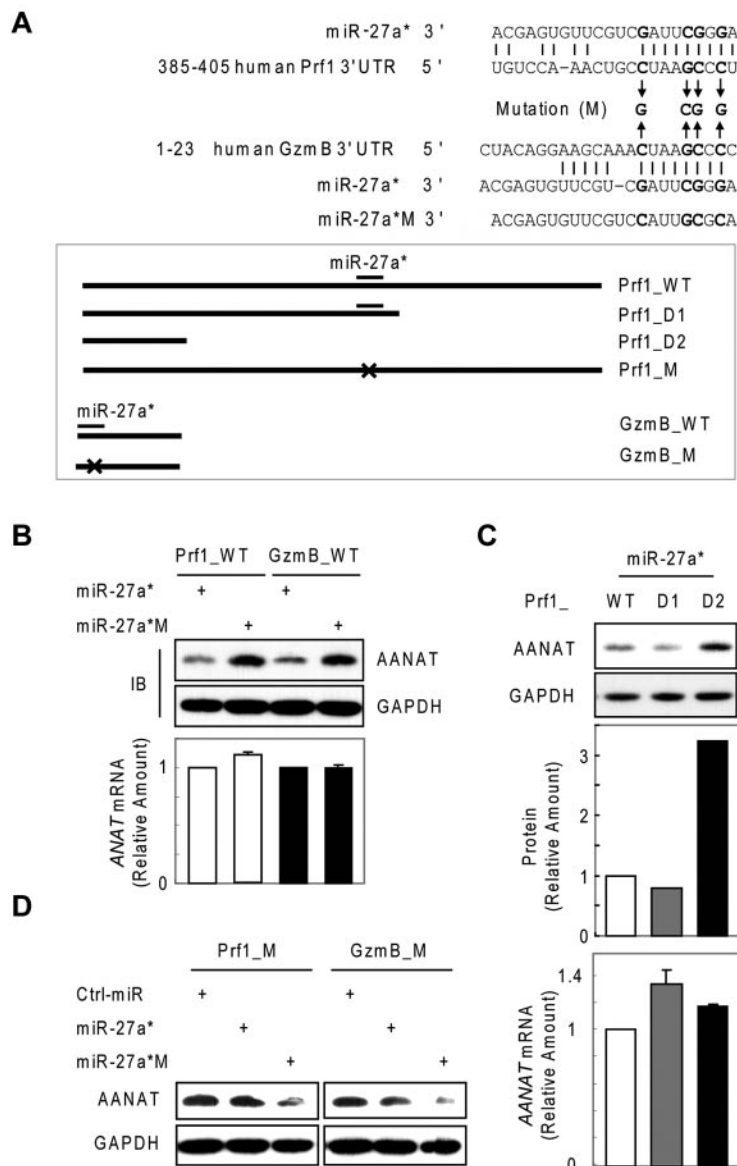 A
miR-27a* 3' ACGAGUGUUCGUCGAUUCGGGA
385-405 human Prf1 3'UTR 5' UGUCCA-AACUGCCUAAGCCCU
Mutation (M) G CG G
1-23 human GzmB 3'UTR 5' CUACAGGAAGCAAACUAAGCCCC
miR-27a* 3' ACGAGUGUUCGU-CGAUUCGGGA
miR-27a*M 3' ACGAGUGUUCGUCCAUUGCGCA
miR-27a*
Prf1_WT
Prf1_D1
Prf1_D2
Prf1_M
miR-27a*
GzmB_WT
GzmB_M
B
Prf1_WT GzmB_WT
miR-27a* + +
miR-27a*M + +
IB
AANAT
GAPDH
ANAT mRNA
(Relative Amount)
1
0
C
miR-27a*
Prf1_ WT D1 D2
AANAT
GAPDH
Protein
(Relative Amount)
3
1
0
AANAT mRNA
(Relative Amount)
1.4
1
0
D
Prf1_M GzmB_M
Ctrl-miR + +
miR-27a* + +
miR-27a*M + +
AANAT
GAPDH